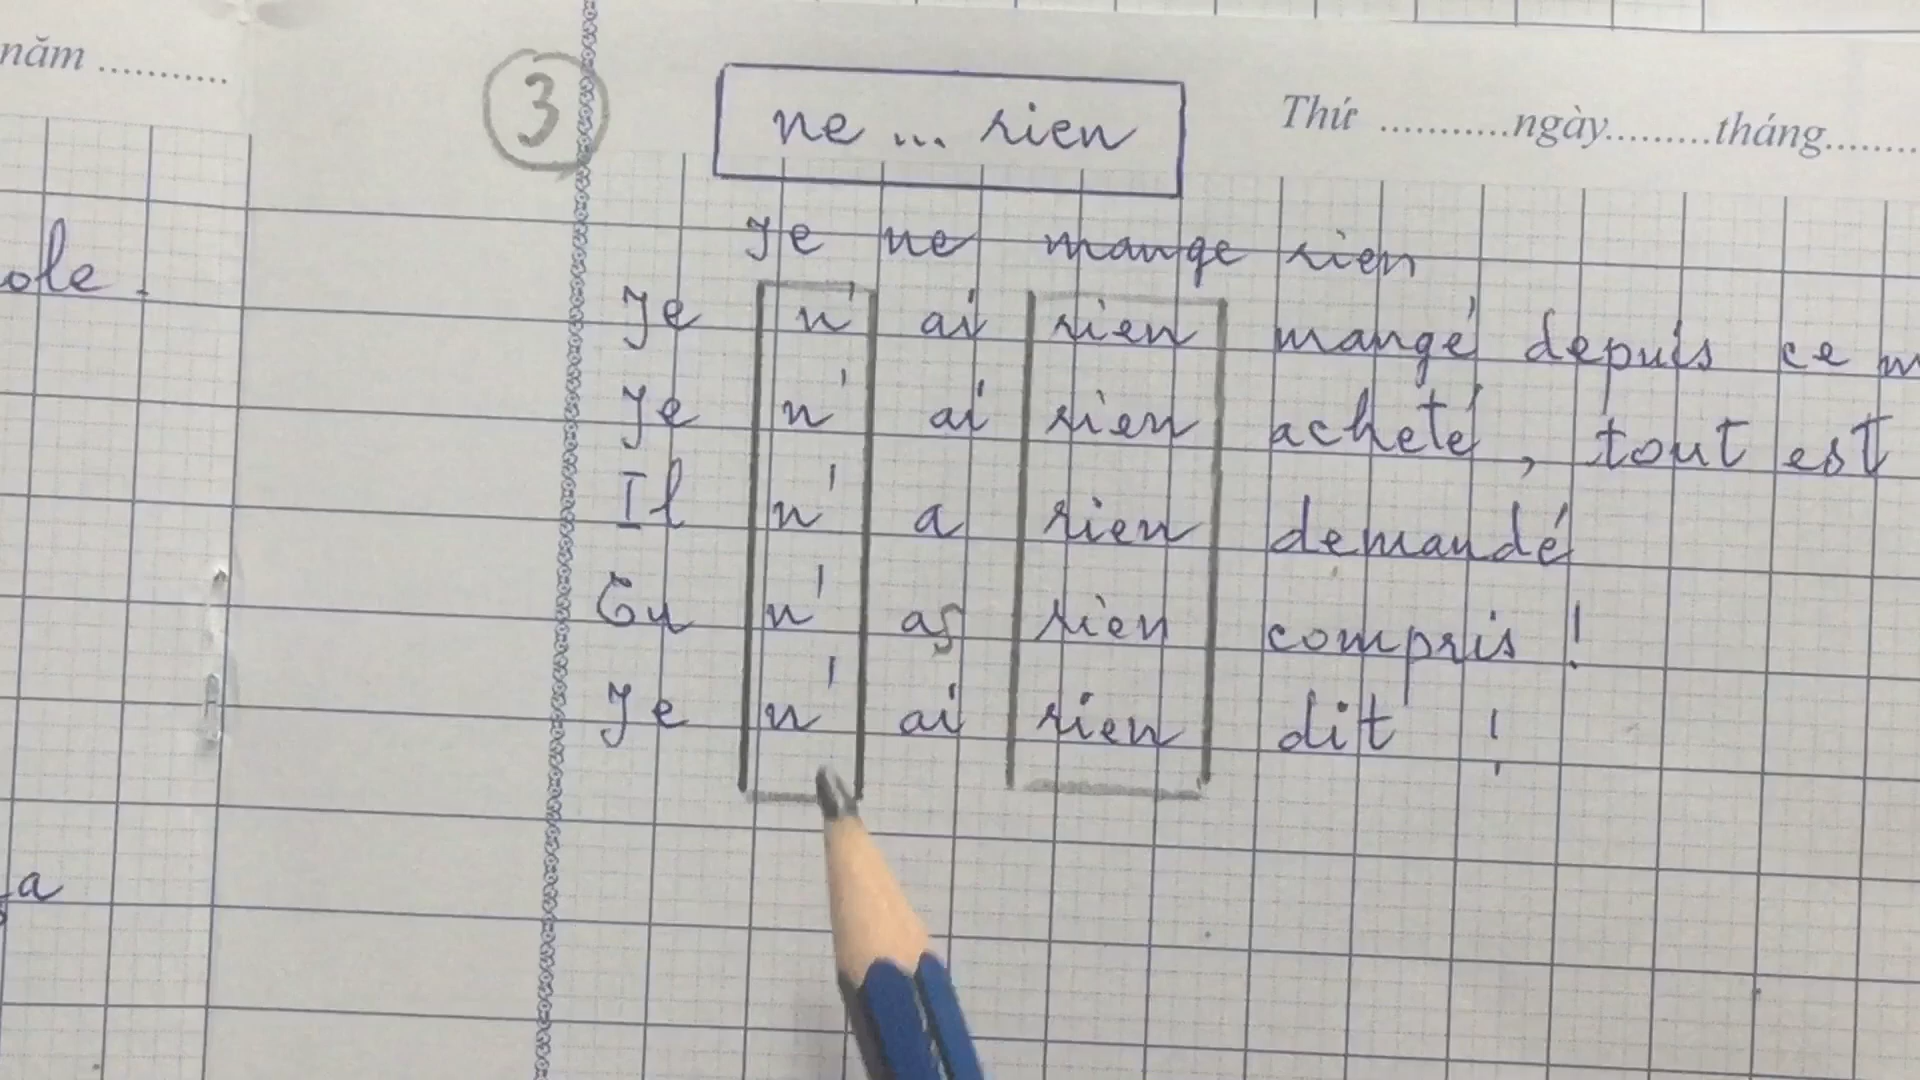 năm ...........
3
ne ... rien
Thứ ...........ngày.........tháng.........
Je ne mange rien
ole.
Je n' ai rien mangé depuis ce
Je n' ai rien acheté, tout est
Il n' a rien demandé
Tu n' as rien compris !
Je n' ai rien dit !
a